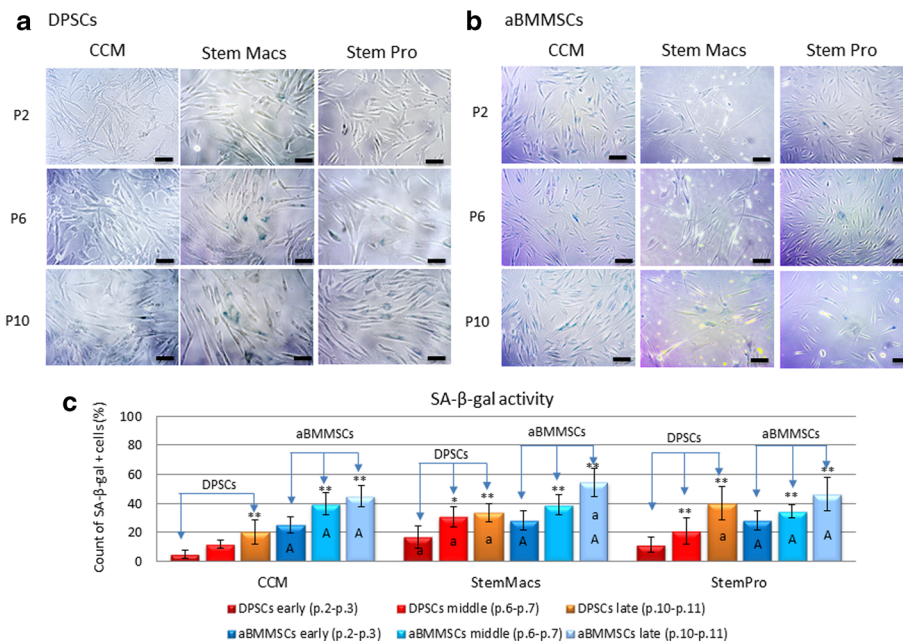 a DPSCs
CCM Stem Macs Stem Pro
P2
P6
P10
b aBMMSCs
CCM Stem Macs Stem Pro
P2
P6
P10
c SA-β-gal activity
Count of SA-β-gal + cells (%)
100
80
60
40
20
0
DPSCs aBMMSCs
** ** **
A A A
DPSCs aBMMSCs
* ** ** **
a a a A A a A
DPSCs aBMMSCs
** ** ** **
a A A a A
CCM StemMacs StemPro
DPSCs early (p.2-p.3) DPSCs middle (p.6-p.7) DPSCs late (p.10-p.11)
aBMMSCs early (p.2-p.3) aBMMSCs middle (p.6-p.7) aBMMSCs late (p.10-p.11)